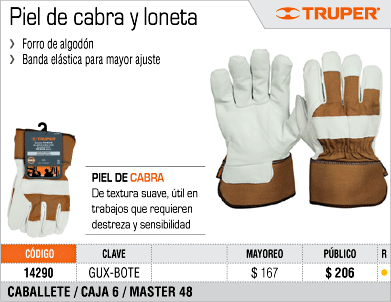 Piel de cabra y loneta
TRUPER®
Forro de algodón
Banda elástica para mayor ajuste
TRUPER
PIEL DE CABRA
De textura suave, útil en
trabajos que requieren
destreza y sensibilidad
CÓDIGO CLAVE MAYOREO PÚBLICO R
14290 GUX-BOTE $ 167 $ 206
CABALLETE / CAJA 6 / MASTER 48